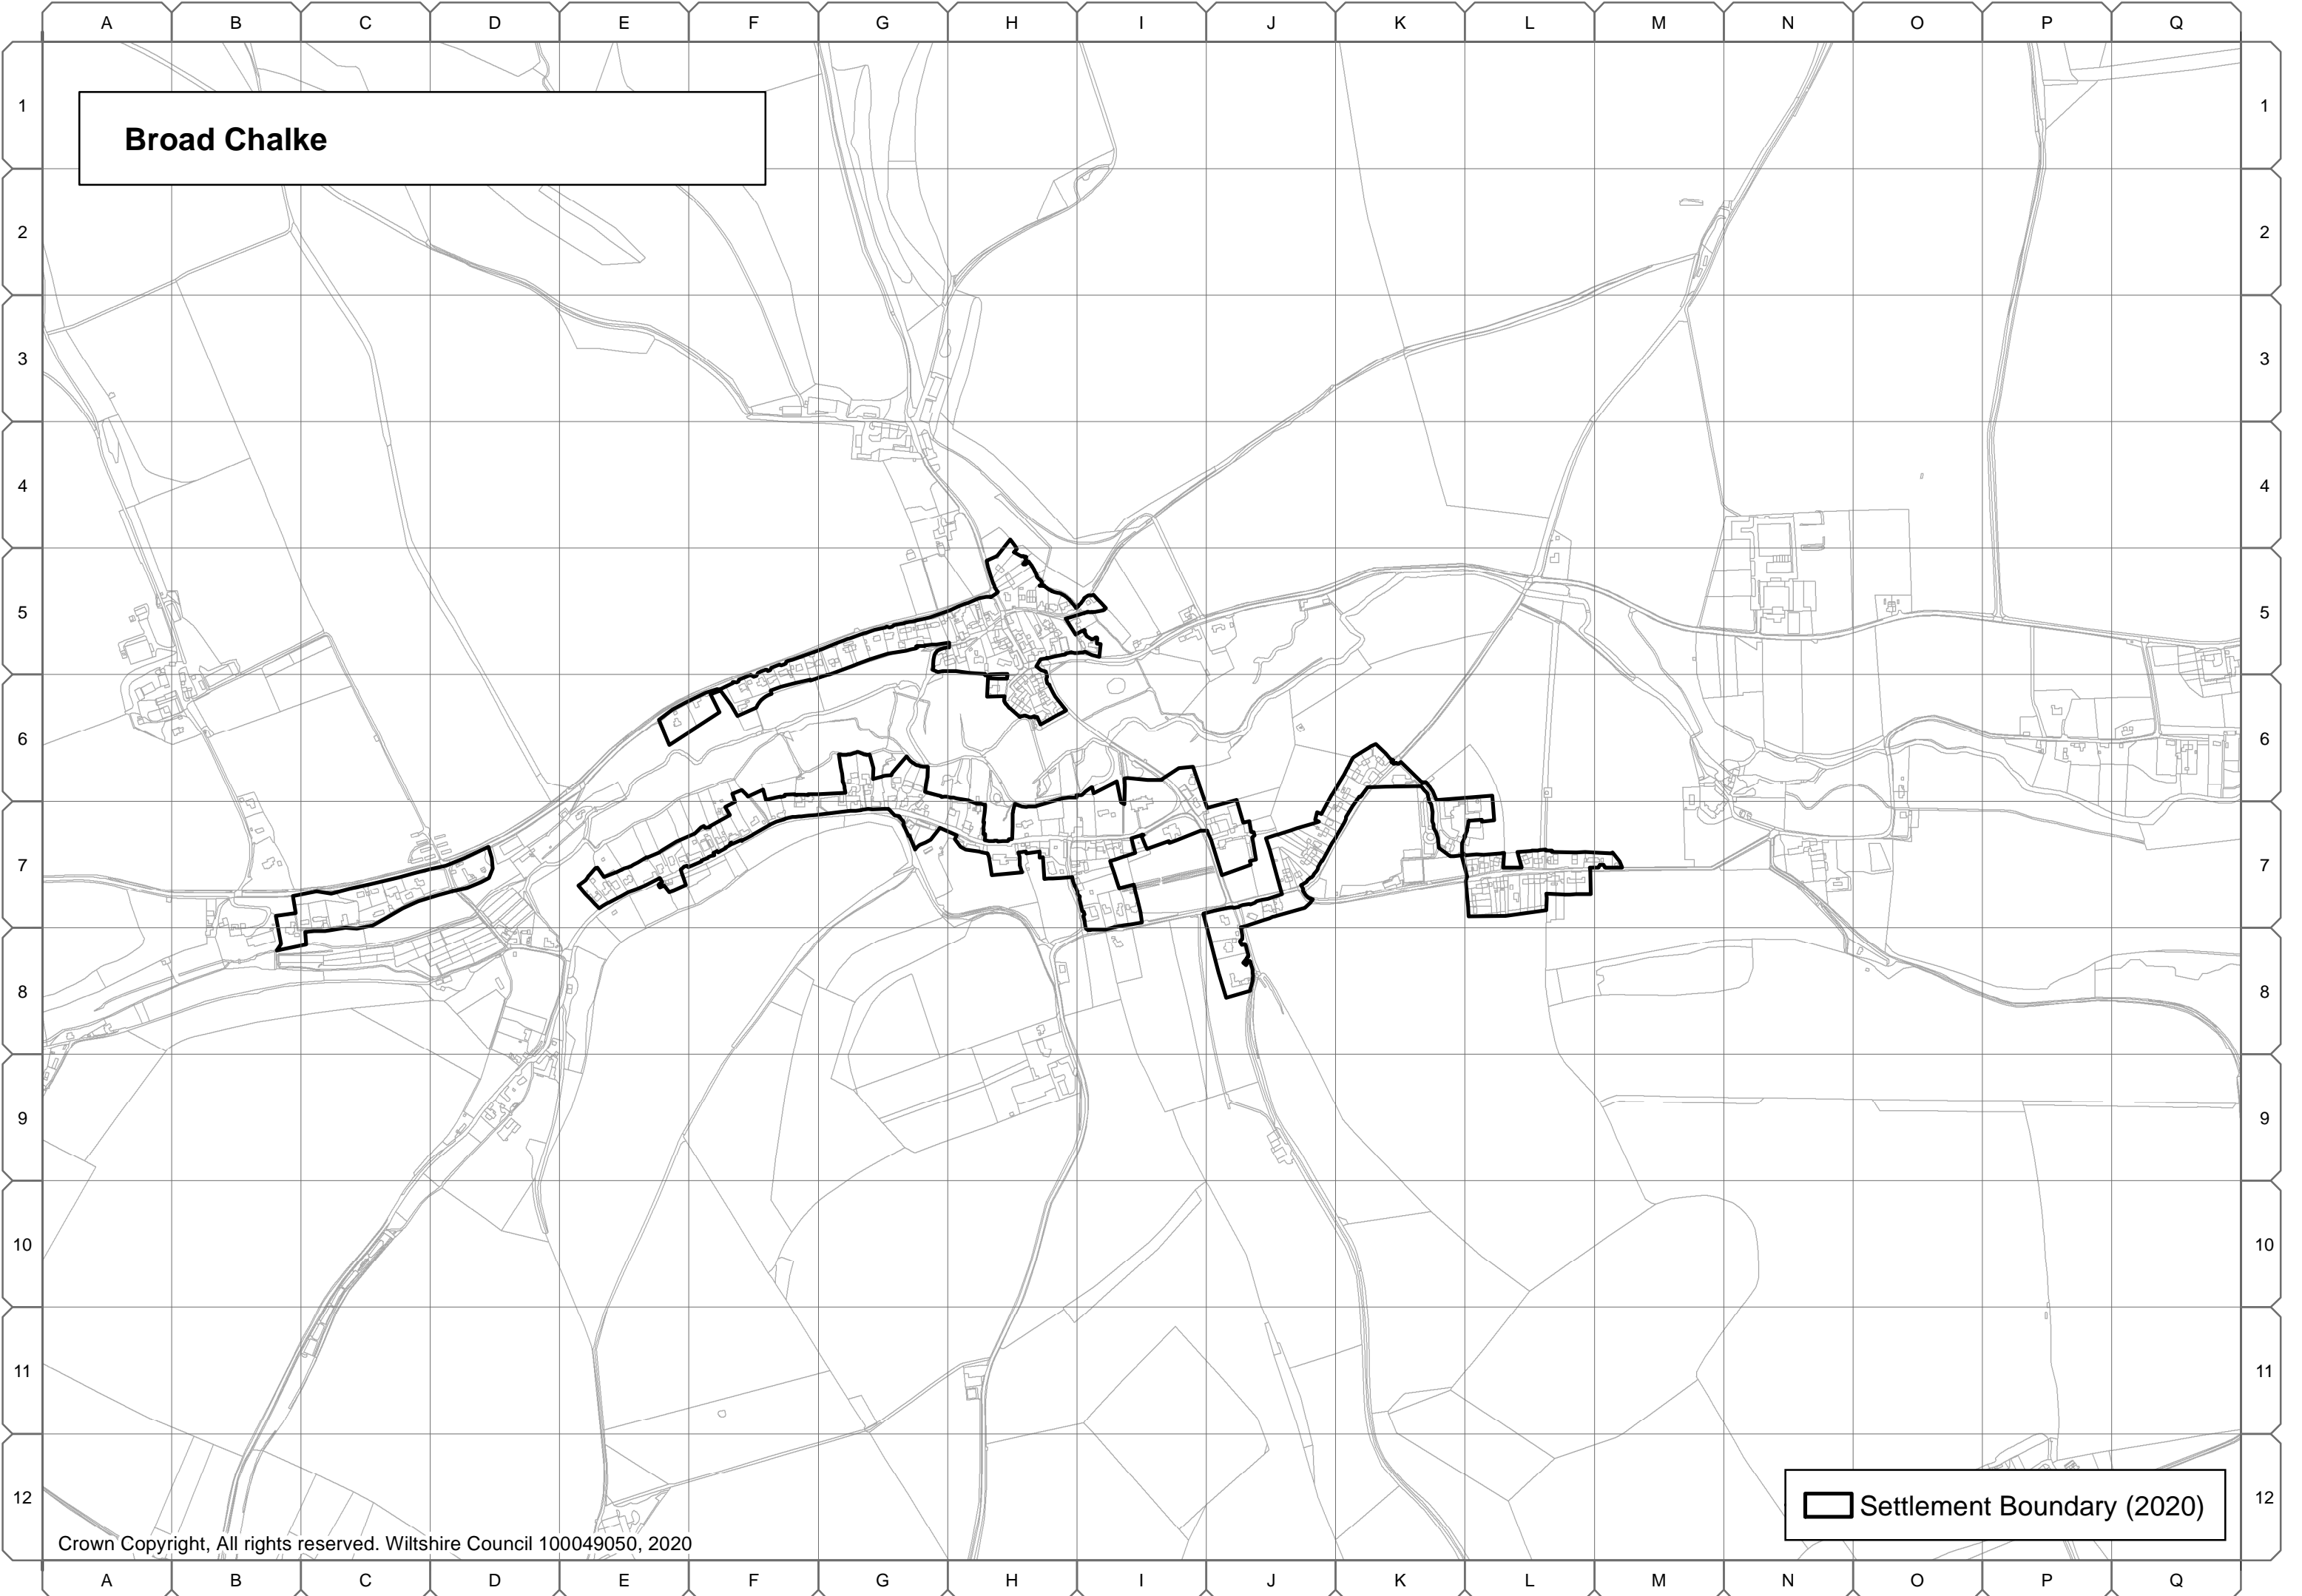 A B C D E F G H I J K L M N O P Q
1 1
Broad Chalke
2 2
3 3
4 4
5 5
6 6
7 7
8 8
9 9
10 10
11 11
12 12
Settlement Boundary (2020)
Crown Copyright, All rights reserved. Wiltshire Council 100049050, 2020
A B C D E F G H I J K L M N O P Q